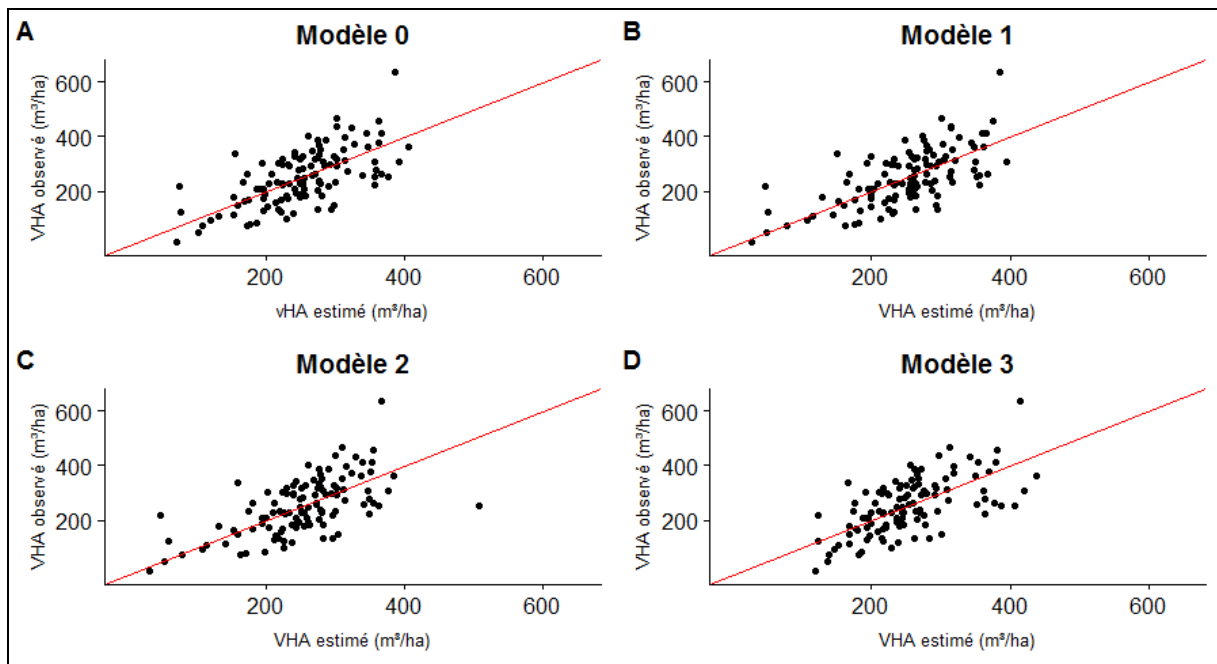 A
Modèle 0
VHA observé (m³/ha)
600
400
200
200
400
600
vHA estimé (m³/ha)
B
Modèle 1
VHA observé (m³/ha)
600
400
200
200
400
600
VHA estimé (m³/ha)
C
Modèle 2
VHA observé (m³/ha)
600
400
200
200
400
600
VHA estimé (m³/ha)
D
Modèle 3
VHA observé (m³/ha)
600
400
200
200
400
600
VHA estimé (m³/ha)